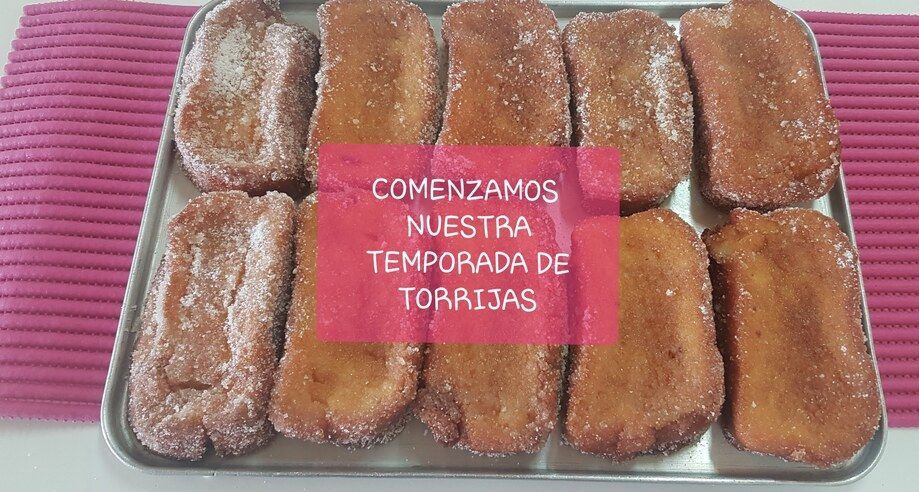 COMENZAMOS
NUESTRA
TEMPORADA DE
TORRIJAS